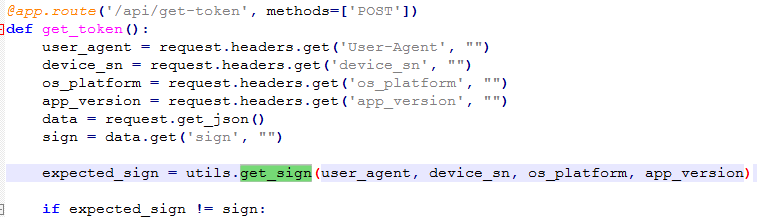 @app.route('/api/get-token', methods=['POST'])
def get_token():
    user_agent = request.headers.get('User-Agent', "")
    device_sn = request.headers.get('device_sn', "")
    os_platform = request.headers.get('os_platform', "")
    app_version = request.headers.get('app_version', "")
    data = request.get_json()
    sign = data.get('sign', "")
    expected_sign = utils.get_sign(user_agent, device_sn, os_platform, app_version)
    if expected_sign != sign: